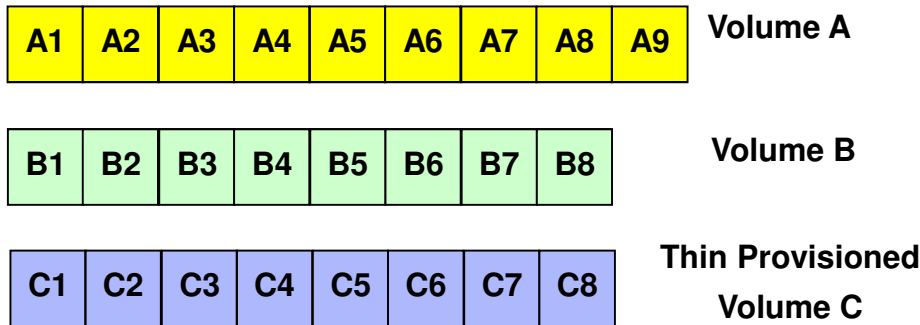 A1 A2 A3 A4 A5 A6 A7 A8 A9 Volume A
B1 B2 B3 B4 B5 B6 B7 B8 Volume B
C1 C2 C3 C4 C5 C6 C7 C8 Thin Provisioned
Volume C